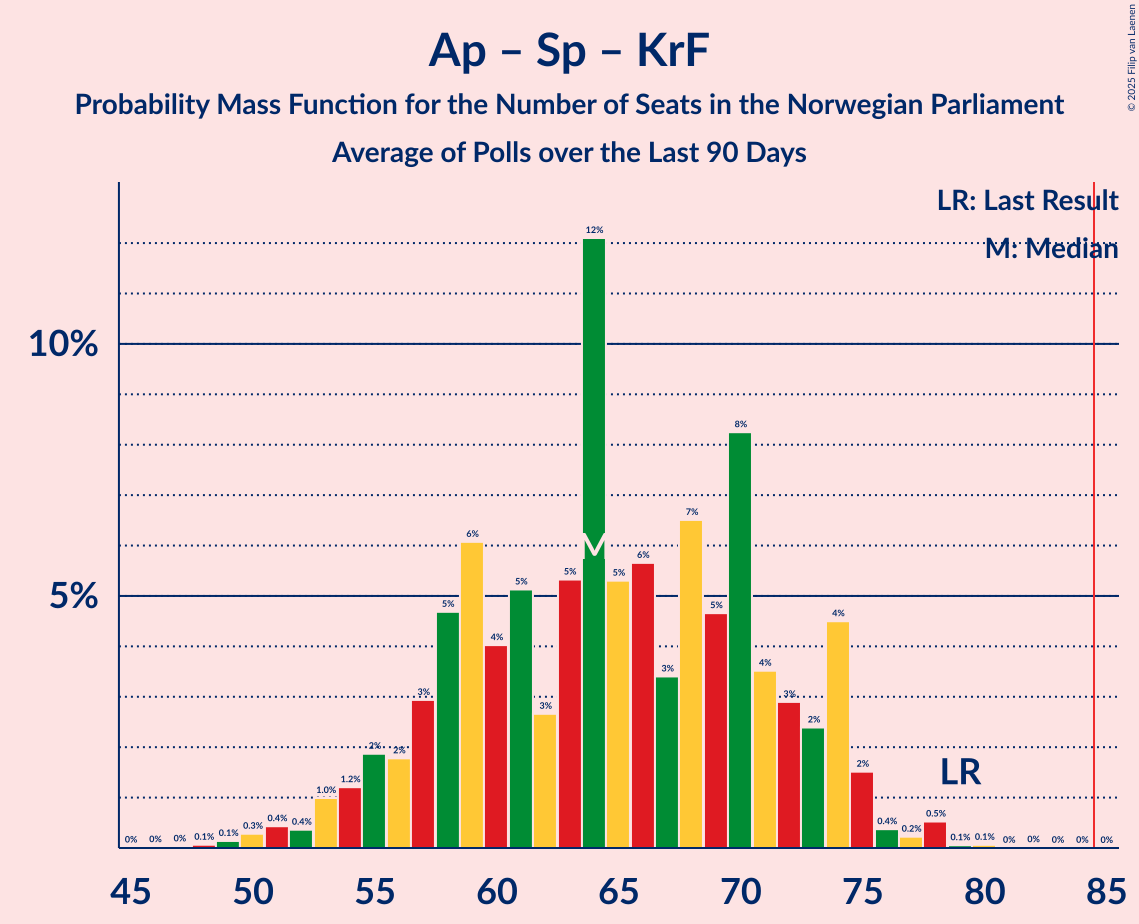 © 2025 Filip van Laenen
Ap – Sp – KrF
Probability Mass Function for the Number of Seats in the Norwegian Parliament
Average of Polls over the Last 90 Days
LR: Last Result
M: Median
10%
5%
0% 0% 0% 0.1% 0.1% 0.3% 0.4% 0.4% 1.0% 1.2% 2% 2% 3% 5% 6% 4% 5% 3% 5% 12% 5% 6% 3% 7% 5% 8% 4% 3% 2% 4% 2% 0.4% 0.2% 0.5% 0.1% 0.1% 0% 0% 0% 0% 0%
M
LR
45 50 55 60 65 70 75 80 85